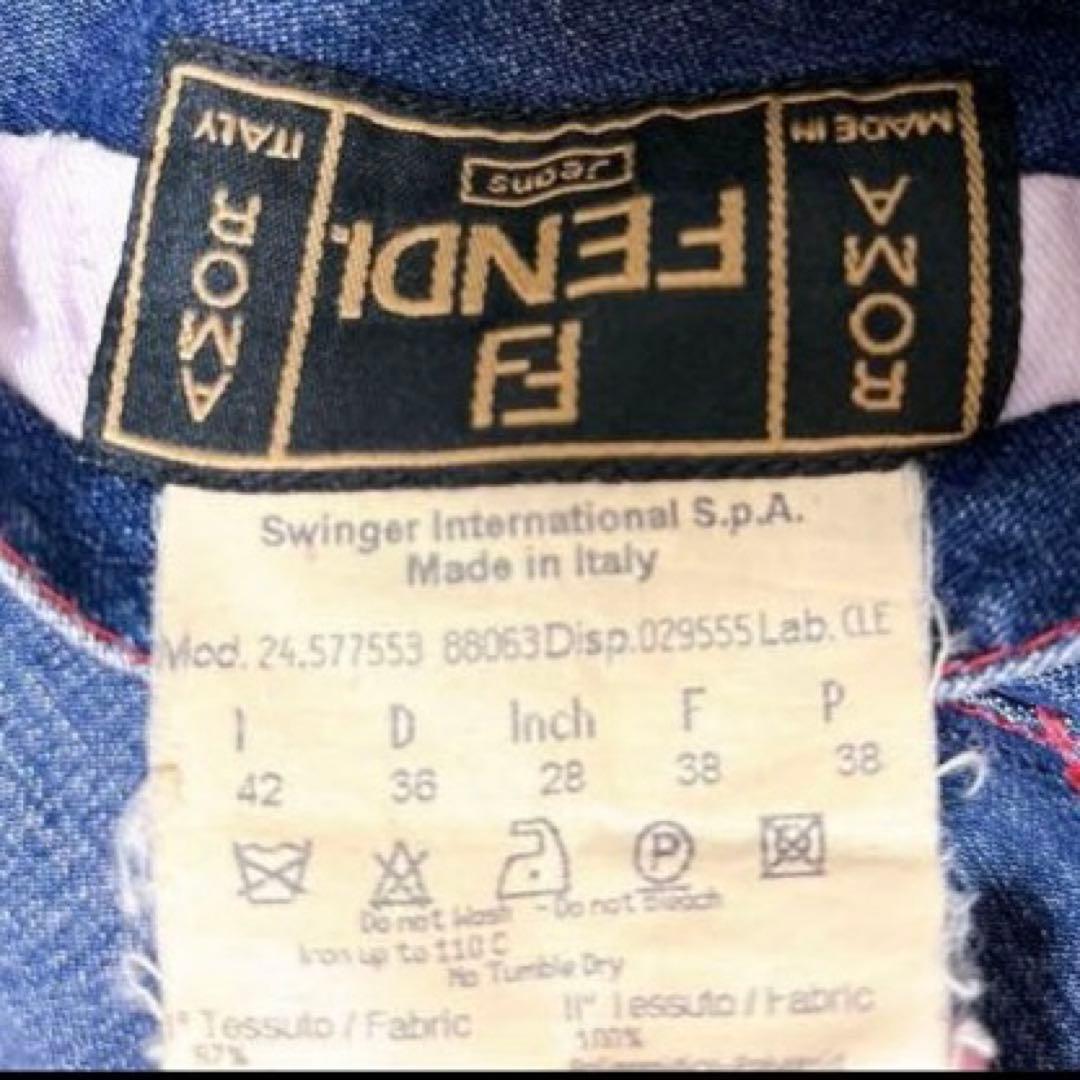 MADE IN
ROMA
Jeans
FENDI
ITALY
ROMA
Swinger International S.p.A.
Made in Italy
Mod. 24.577553 88063 Disp.029555 Lab. CLE
I D Inch F P
42 36 28 38 38
P
Do not Wash - Do not Bleach
Iron up to 110 C
No Tumble Dry
I° Tessuto / Fabric II° Tessuto / Fabric
97% 100%